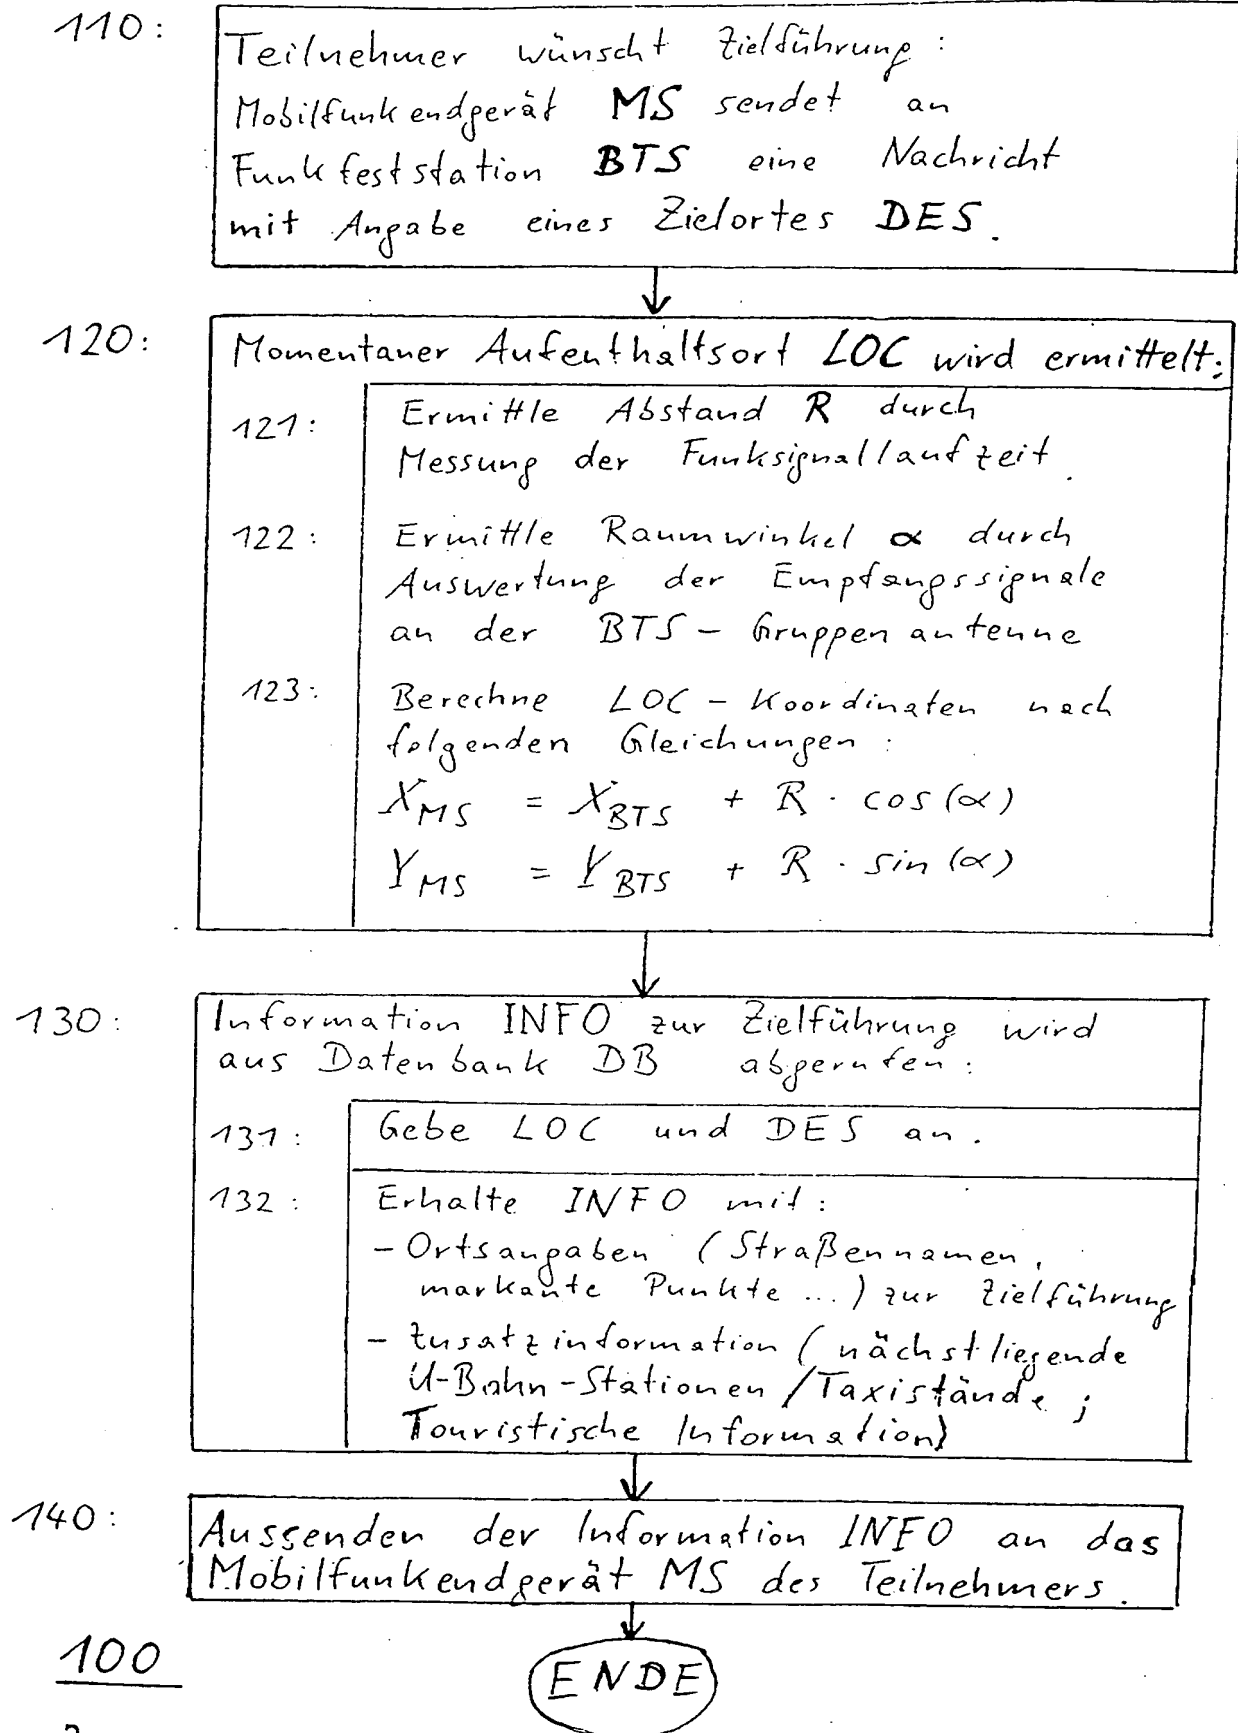 110:
Teilnehmer wünscht Zielführung:
Mobilfunkendgerät MS sendet an
Funkfeststation BTS eine Nachricht
mit Angabe eines Zielortes DES.
120:
Momentaner Aufenthaltsort LOC wird ermittelt:
121:
Ermittle Abstand R durch
Messung der Funksignallaufzeit.
122:
Ermittle Raumwinkel α durch
Auswertung der Empfangssignale
an der BTS - Gruppenantenne
123:
Berechne LOC - Koordinaten nach
folgenden Gleichungen:
X_MS = X_BTS + R · cos(α)
Y_MS = Y_BTS + R · sin(α)
130:
Information INFO zur Zielführung wird
aus Datenbank DB abgerufen:
131:
Gebe LOC und DES an.
132:
Erhalte INFO mit:
- Ortsangaben (Straßennamen,
markante Punkte ...) zur Zielführung
- Zusatzinformation (nächstliegende
U-Bahn-Stationen / Taxistände;
Touristische Information)
140:
Aussenden der Information INFO an das
Mobilfunkendgerät MS des Teilnehmers.
100
ENDE